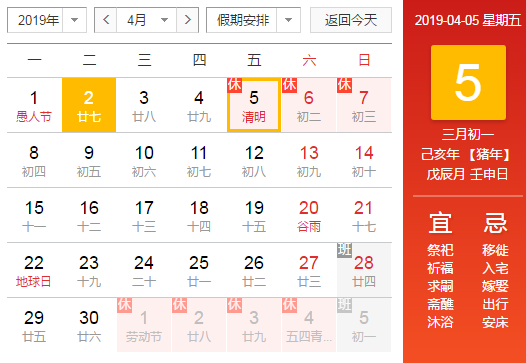 2019年 4月 假期安排 返回今天
一 二 三 四 五 六 日
休 休 休
1 2 3 4 5 6 7
愚人节 廿七 廿八 廿九 清明 初二 初三
8 9 10 11 12 13 14
初四 初五 初六 初七 初八 初九 初十
15 16 17 18 19 20 21
十一 十二 十三 十四 十五 谷雨 十七
班
22 23 24 25 26 27 28
地球日 十九 二十 廿一 廿二 廿三 廿四
休 休 休 休 班
29 30 1 2 3 4 5
廿五 廿六 劳动节 廿八 廿九 五四青... 初一
2019-04-05 星期五
5
三月初一
己亥年 【猪年】
戊辰月 壬申日
宜 忌
祭祀 移徙
祈福 入宅
求嗣 嫁娶
斋醮 出行
沐浴 安床